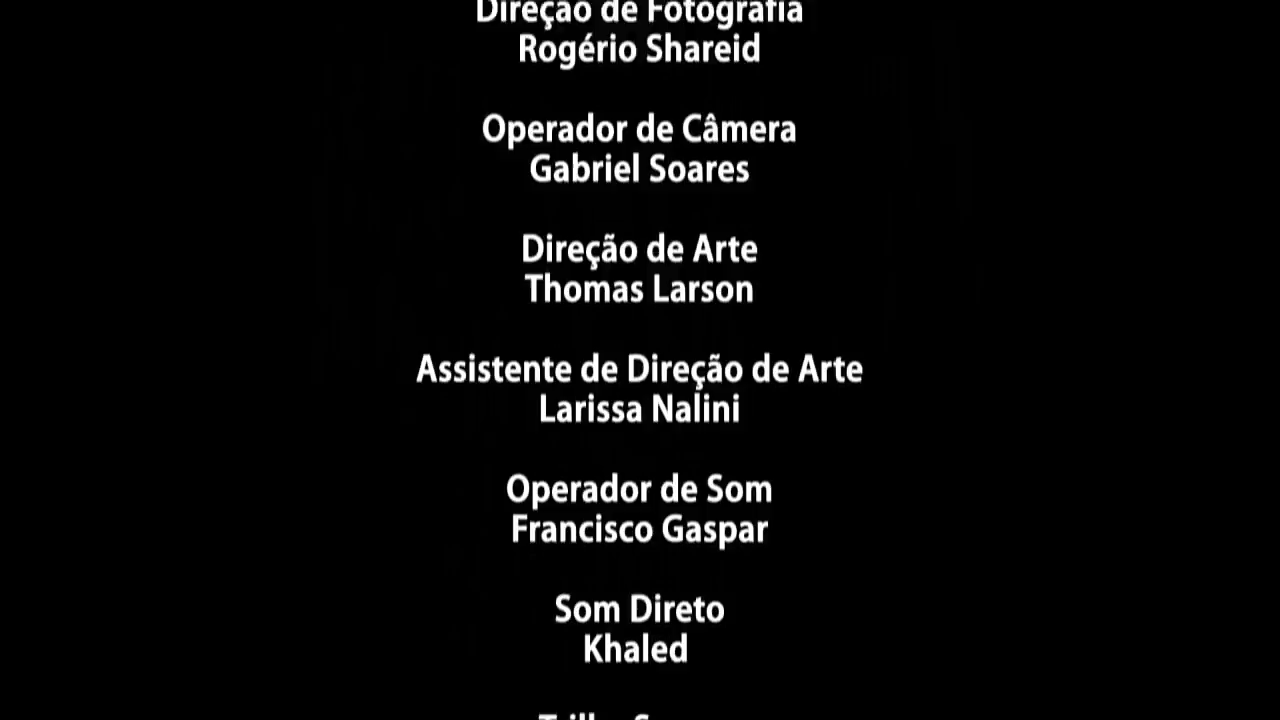 Direção de Fotografia
Rogério Shareid
Operador de Câmera
Gabriel Soares
Direção de Arte
Thomas Larson
Assistente de Direção de Arte
Larissa Nalini
Operador de Som
Francisco Gaspar
Som Direto
Khaled